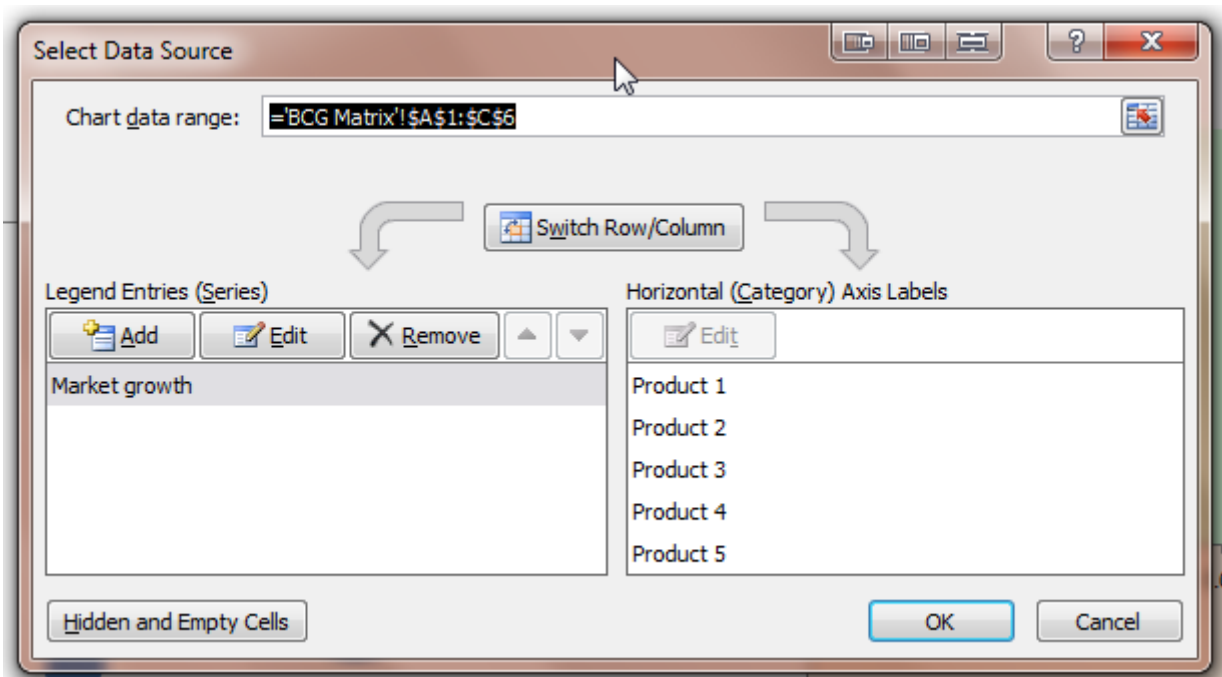 Select Data Source
?
Chart data range: ='BCG Matrix'!$A$1:$C$6
Switch Row/Column
Legend Entries (Series)
Add Edit Remove
Market growth
Horizontal (Category) Axis Labels
Edit
Product 1
Product 2
Product 3
Product 4
Product 5
Hidden and Empty Cells
OK Cancel